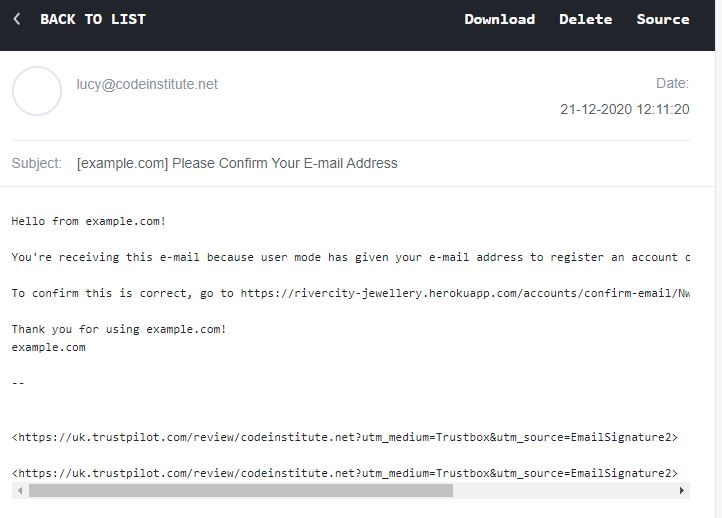 BACK TO LIST Download Delete Source
lucy@codeinstitute.net Date:
21-12-2020 12:11:20
Subject: [example.com] Please Confirm Your E-mail Address
Hello from example.com!
You're receiving this e-mail because user mode has given your e-mail address to register an account o
To confirm this is correct, go to https://rivercity-jewellery.herokuapp.com/accounts/confirm-email/Nw
Thank you for using example.com!
example.com
--
<https://uk.trustpilot.com/review/codeinstitute.net?utm_medium=Trustbox&utm_source=EmailSignature2>
<https://uk.trustpilot.com/review/codeinstitute.net?utm_medium=Trustbox&utm_source=EmailSignature2>